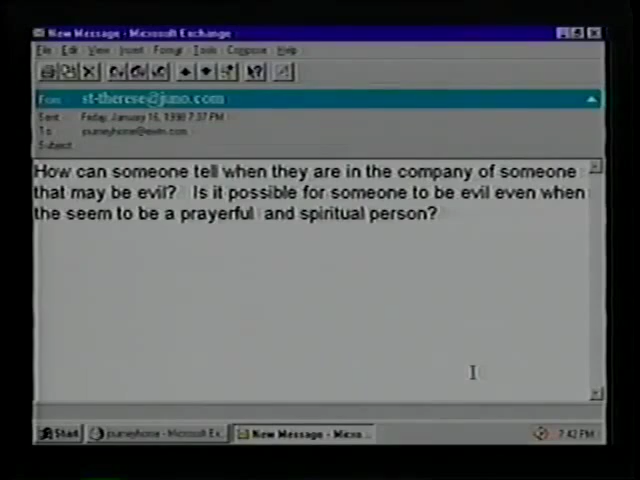 New Message - Microsoft Exchange
File Edit View Insert Format Tools Compose Help
From: st-therese@juno.com
Sent: Friday, January 16, 1998 7:37 PM
To: journeyhome@ewtn.com
Subject:
How can someone tell when they are in the company of someone
that may be evil? Is it possible for someone to be evil even when
the seem to be a prayerful and spiritual person?
Start journeyhome - Microsoft Ex... New Message - Micro... 7:42 PM